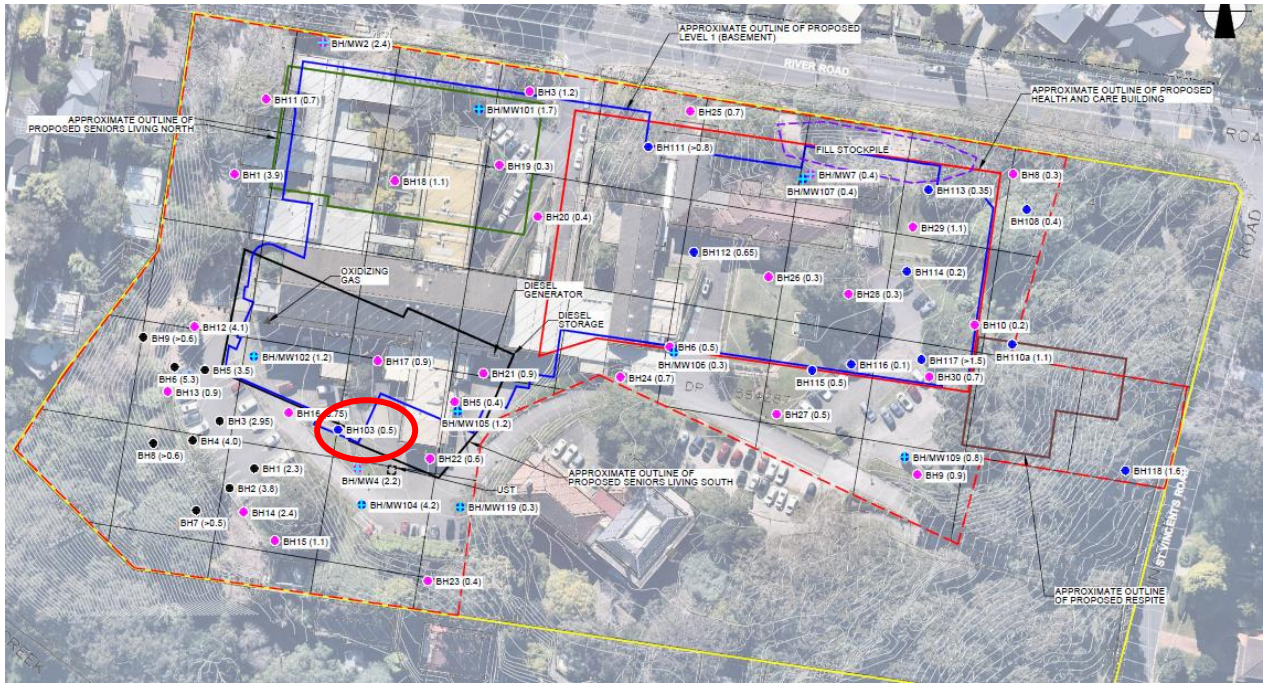 BH/MW2 (2.4)
APPROXIMATE OUTLINE OF PROPOSED
LEVEL 1 (BASEMENT)
RIVER ROAD
APPROXIMATE OUTLINE OF PROPOSED
HEALTH AND CARE BUILDING
BH11 (0.7)
BH3 (1.2)
BH/MW101 (1.7)
BH25 (0.7)
APPROXIMATE OUTLINE OF
PROPOSED SENIORS LIVING NORTH
BH111 (>0.8)
FILL STOCKPILE
BH19 (0.3)
BH1 (3.9)
BH18 (1.1)
BH/MW7 (0.4)
BH/MW107 (0.4)
BH8 (0.3)
BH113 (0.35)
BH108 (0.4)
BH20 (0.4)
BH29 (1.1)
ROAD
BH112 (0.65)
OXIDIZING
GAS
BH114 (0.2)
BH26 (0.3)
DIESEL
GENERATOR
BH28 (0.3)
DIESEL
STORAGE
BH12 (4.1)
BH10 (0.2)
BH9 (>0.6)
BH6 (0.5)
BH110a (1.1)
BH/MW102 (1.2)
BH17 (0.9)
BH/MW106 (0.3)
BH117 (>1.5)
BH116 (0.1)
BH5 (3.5)
BH115 (0.5)
BH6 (5.3)
BH21 (0.9)
BH24 (0.7)
BH30 (0.7)
DP
BH13 (0.9)
BH5 (0.4)
BH16
BH27 (0.5)
BH3 (2.95)
BH/MW105 (1.2)
BH103 (0.5)
BH4 (4.0)
BH8 (>0.6)
BH22 (0.6)
BH/MW109 (0.8)
BH1 (2.3)
BH/MW4 (2.2)
APPROXIMATE OUTLINE OF
PROPOSED SENIORS LIVING SOUTH
BH9 (0.9)
BH118 (1.6)
BH2 (3.8)
UST
BH7 (>0.5)
BH14 (2.4)
BH/MW104 (4.2)
BH/MW119 (0.3)
ST.VINCENTS ROAD
BH15 (1.1)
BH23 (0.4)
APPROXIMATE OUTLINE
OF PROPOSED RESPITE
CREEK